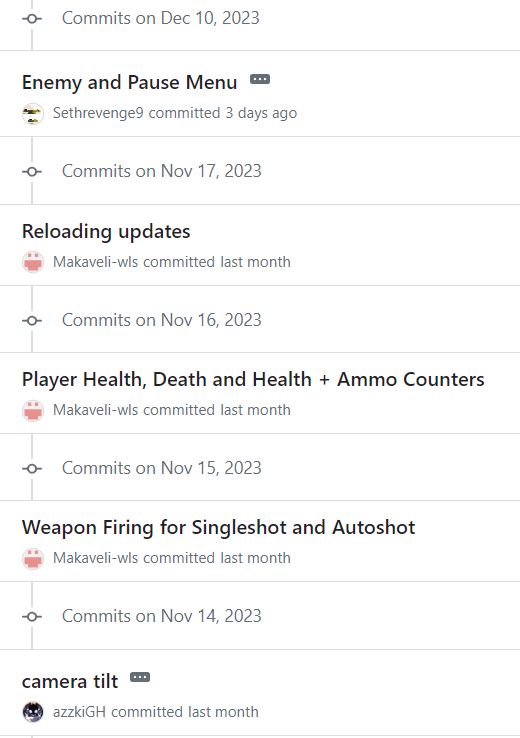 Commits on Dec 10, 2023
Enemy and Pause Menu
Sethrevenge9 committed 3 days ago
Commits on Nov 17, 2023
Reloading updates
Makaveli-wls committed last month
Commits on Nov 16, 2023
Player Health, Death and Health + Ammo Counters
Makaveli-wls committed last month
Commits on Nov 15, 2023
Weapon Firing for Singleshot and Autoshot
Makaveli-wls committed last month
Commits on Nov 14, 2023
camera tilt
azzkiGH committed last month